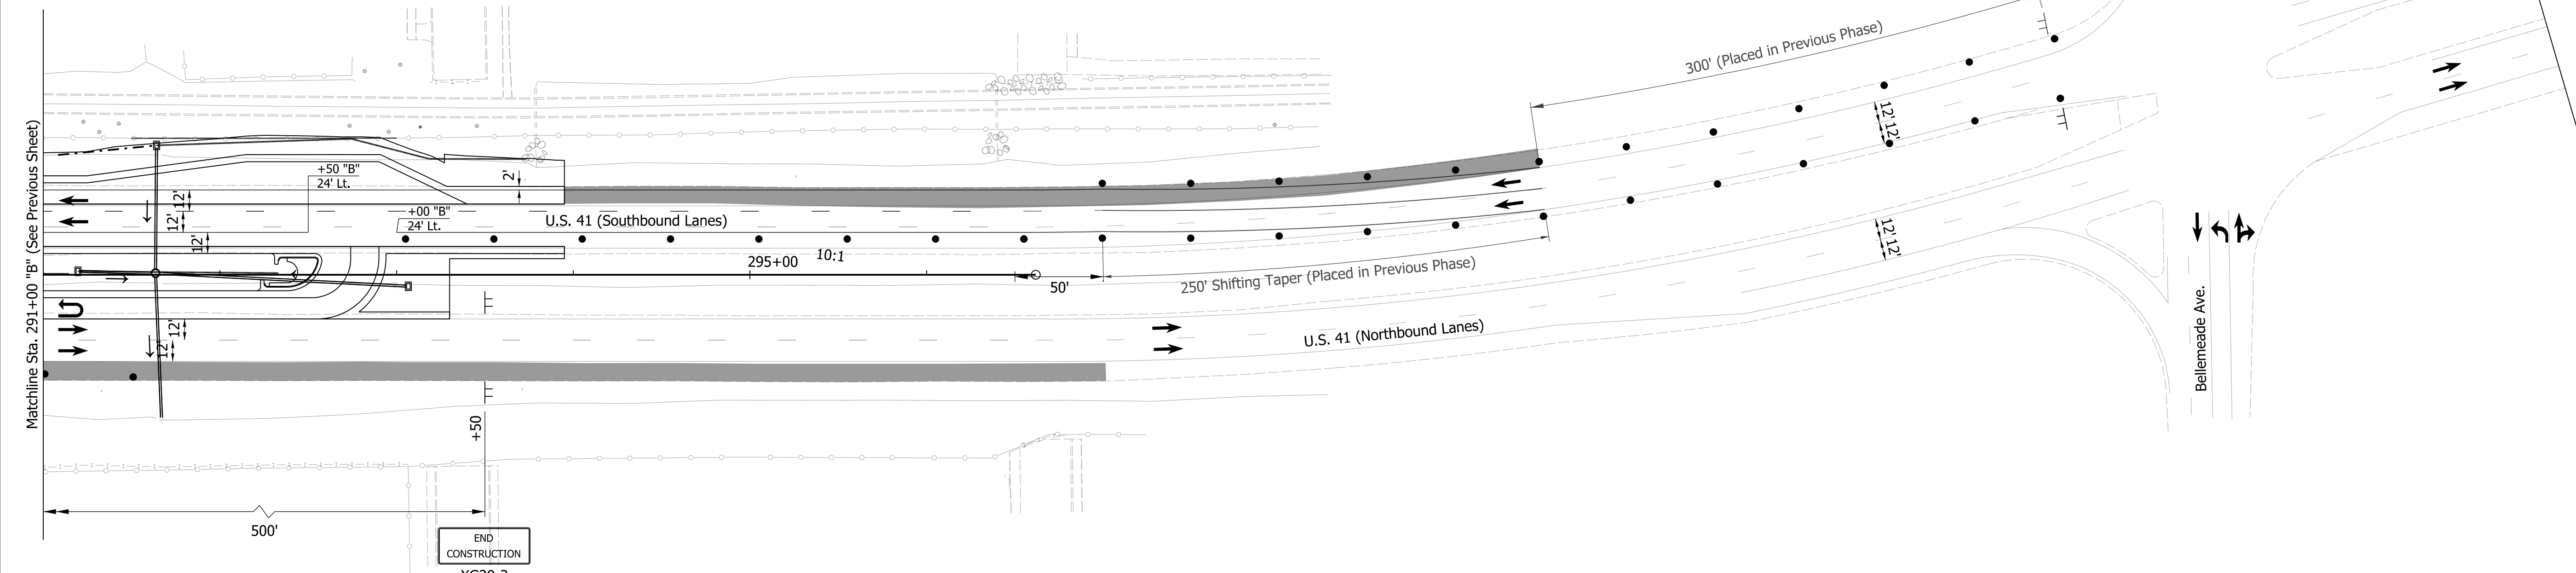 Matchline Sta. 291+00 "B" (See Previous Sheet)
300' (Placed in Previous Phase)
12'
12'
+50 "B"
24' Lt.
2'
12'
12'
12'
+00 "B"
24' Lt.
U.S. 41 (Southbound Lanes)
295+00
10:1
50'
250' Shifting Taper (Placed in Previous Phase)
12'
12'
12'
12'
U.S. 41 (Northbound Lanes)
Bellemeade Ave.
+50
500'
END
CONSTRUCTION